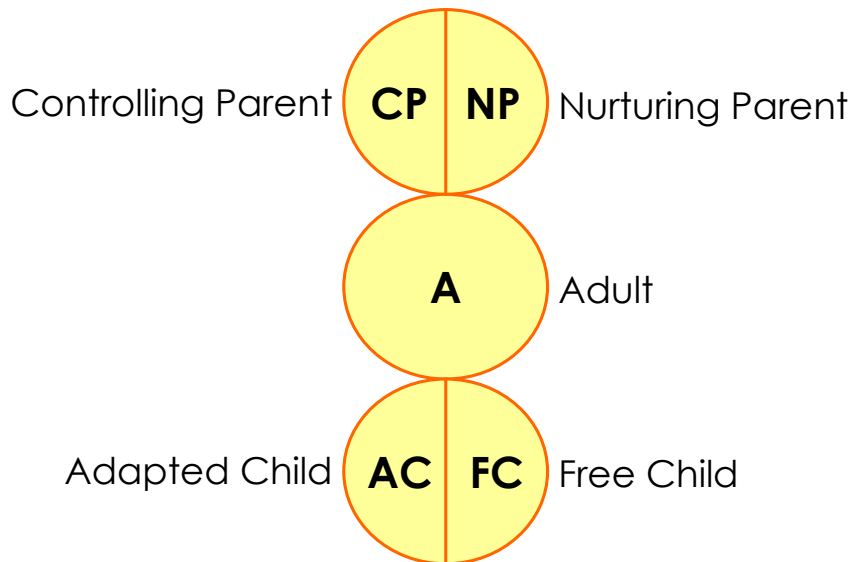 Controlling Parent CP NP Nurturing Parent
A Adult
Adapted Child AC FC Free Child